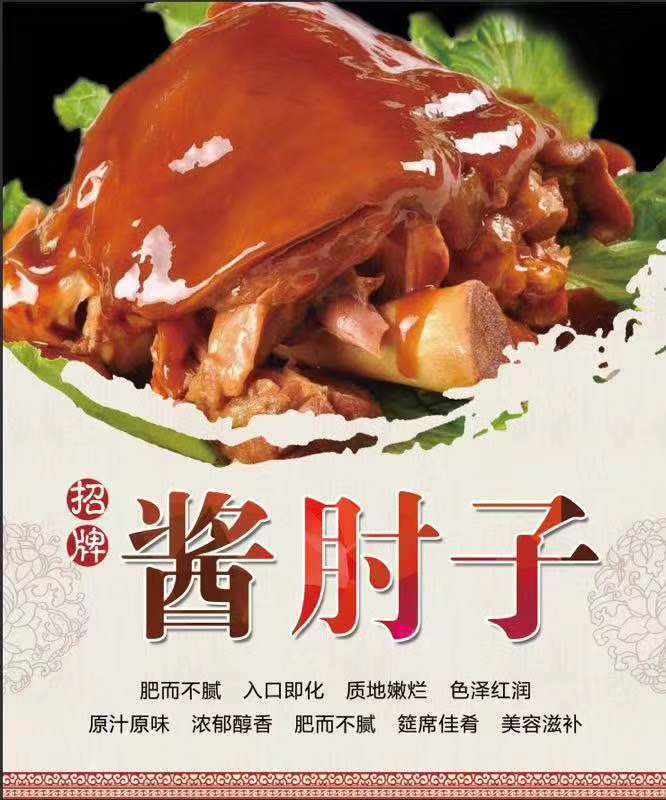 招牌
酱肘子
肥而不腻 入口即化 质地嫩烂 色泽红润
原汁原味 浓郁醇香 肥而不腻 筵席佳肴 美容滋补